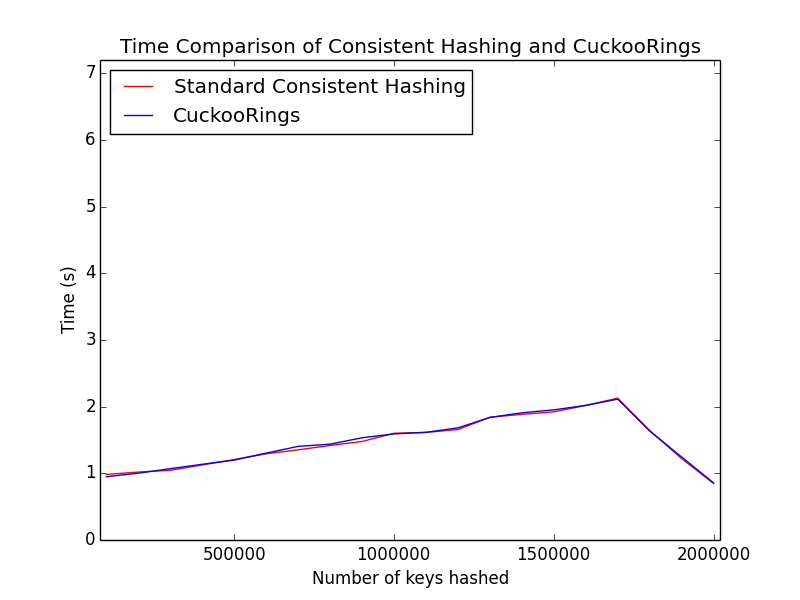 Time Comparison of Consistent Hashing and CuckooRings
Standard Consistent Hashing
CuckooRings
7
6
5
4
3
2
1
0
Time (s)
500000 1000000 1500000 2000000
Number of keys hashed